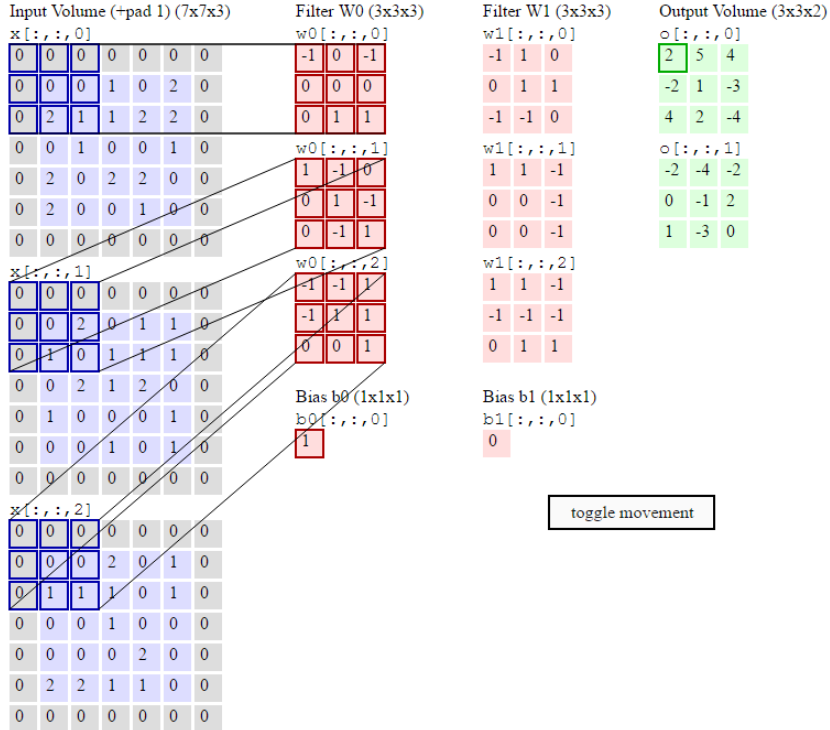 Input Volume (+pad 1) (7x7x3) Filter W0 (3x3x3) Filter W1 (3x3x3) Output Volume (3x3x2)
x[:,:,0] w0[:,:,0] w1[:,:,0] o[:,:,0]
0 0 0 0 0 0 0 -1 0 -1 -1 1 0 2 5 4
0 0 0 1 0 2 0 0 0 0 0 1 1 -2 1 -3
0 2 1 1 2 2 0 0 1 1 -1 -1 0 4 2 -4
0 0 1 0 0 1 0 w0[:,:,1] w1[:,:,1] o[:,:,1]
0 2 0 2 2 0 0 1 -1 0 1 1 -1 -2 -4 -2
0 2 0 0 1 0 0 0 1 -1 0 0 -1 0 -1 2
0 0 0 0 0 0 0 0 -1 1 0 0 -1 1 -3 0
x[:,:,1] w0[:,:,2] w1[:,:,2]
0 0 0 0 0 0 0 -1 -1 1 1 1 -1
0 0 2 0 1 1 0 -1 1 1 -1 -1 -1
0 1 0 1 1 1 0 0 0 1 0 1 1
0 0 2 1 2 0 0 Bias b0 (1x1x1) Bias b1 (1x1x1)
0 1 0 0 0 1 0 b0[:,:,0] b1[:,:,0]
0 0 0 1 0 1 0 1 0
0 0 0 0 0 0 0
x[:,:,2] toggle movement
0 0 0 0 0 0 0
0 0 0 2 0 1 0
0 1 1 1 0 1 0
0 0 0 1 0 0 0
0 0 0 0 2 0 0
0 2 2 1 1 0 0
0 0 0 0 0 0 0